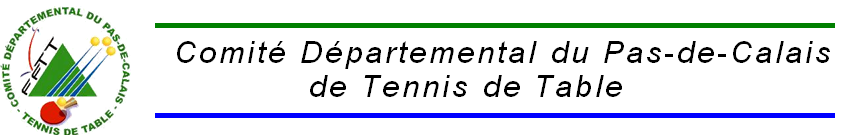 COMITÉ DÉPARTEMENTAL DU PAS-DE-CALAIS
- TENNIS DE TABLE -
FFTT
Comité Départemental du Pas-de-Calais
de Tennis de Table